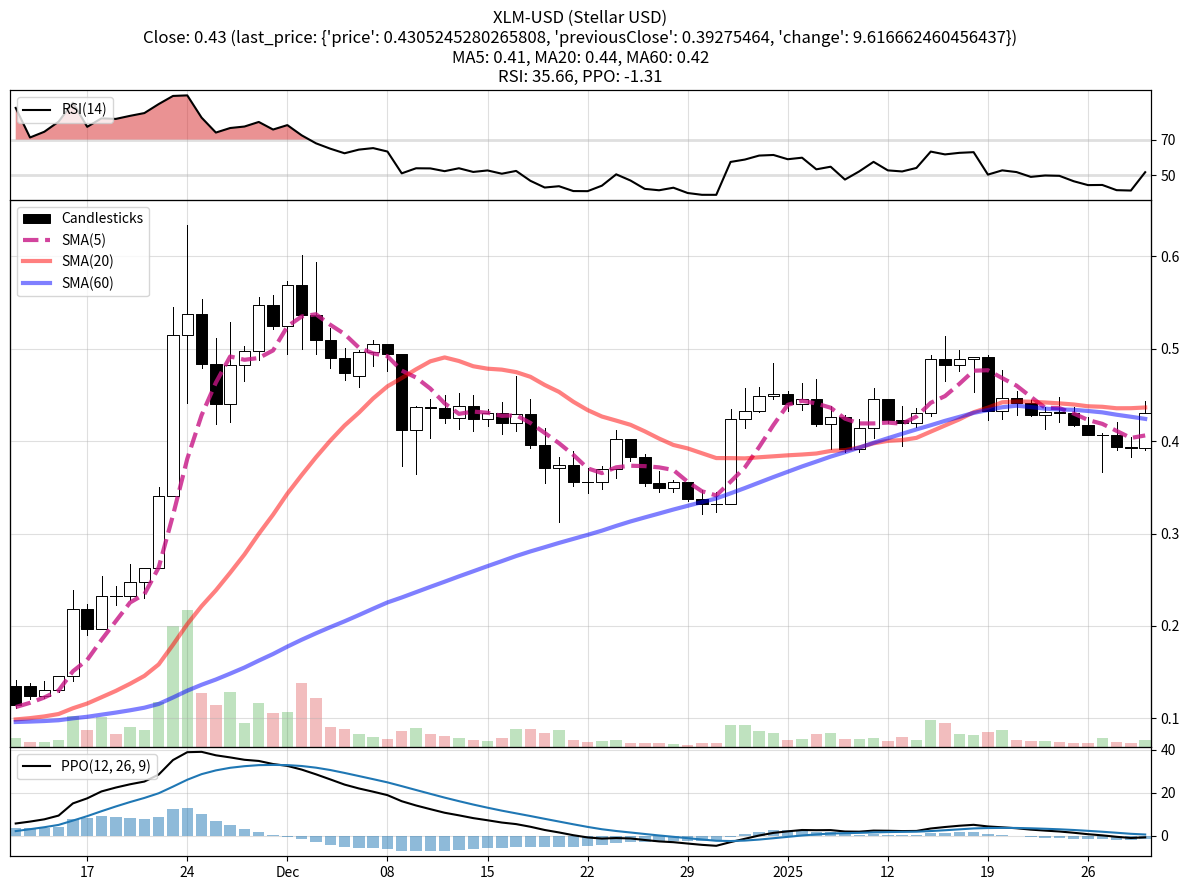 XLM-USD (Stellar USD)
Close: 0.43 (last_price: {'price': 0.4305245280265808, 'previousClose': 0.39275464, 'change': 9.616662460456437})
MA5: 0.41, MA20: 0.44, MA60: 0.42
RSI: 35.66, PPO: -1.31
RSI(14)
70
50
Candlesticks
SMA(5)
SMA(20)
SMA(60)
0.6
0.5
0.4
0.3
0.2
0.1
PPO(12, 26, 9)
40
20
0
17 24 Dec 08 15 22 29 2025 12 19 26